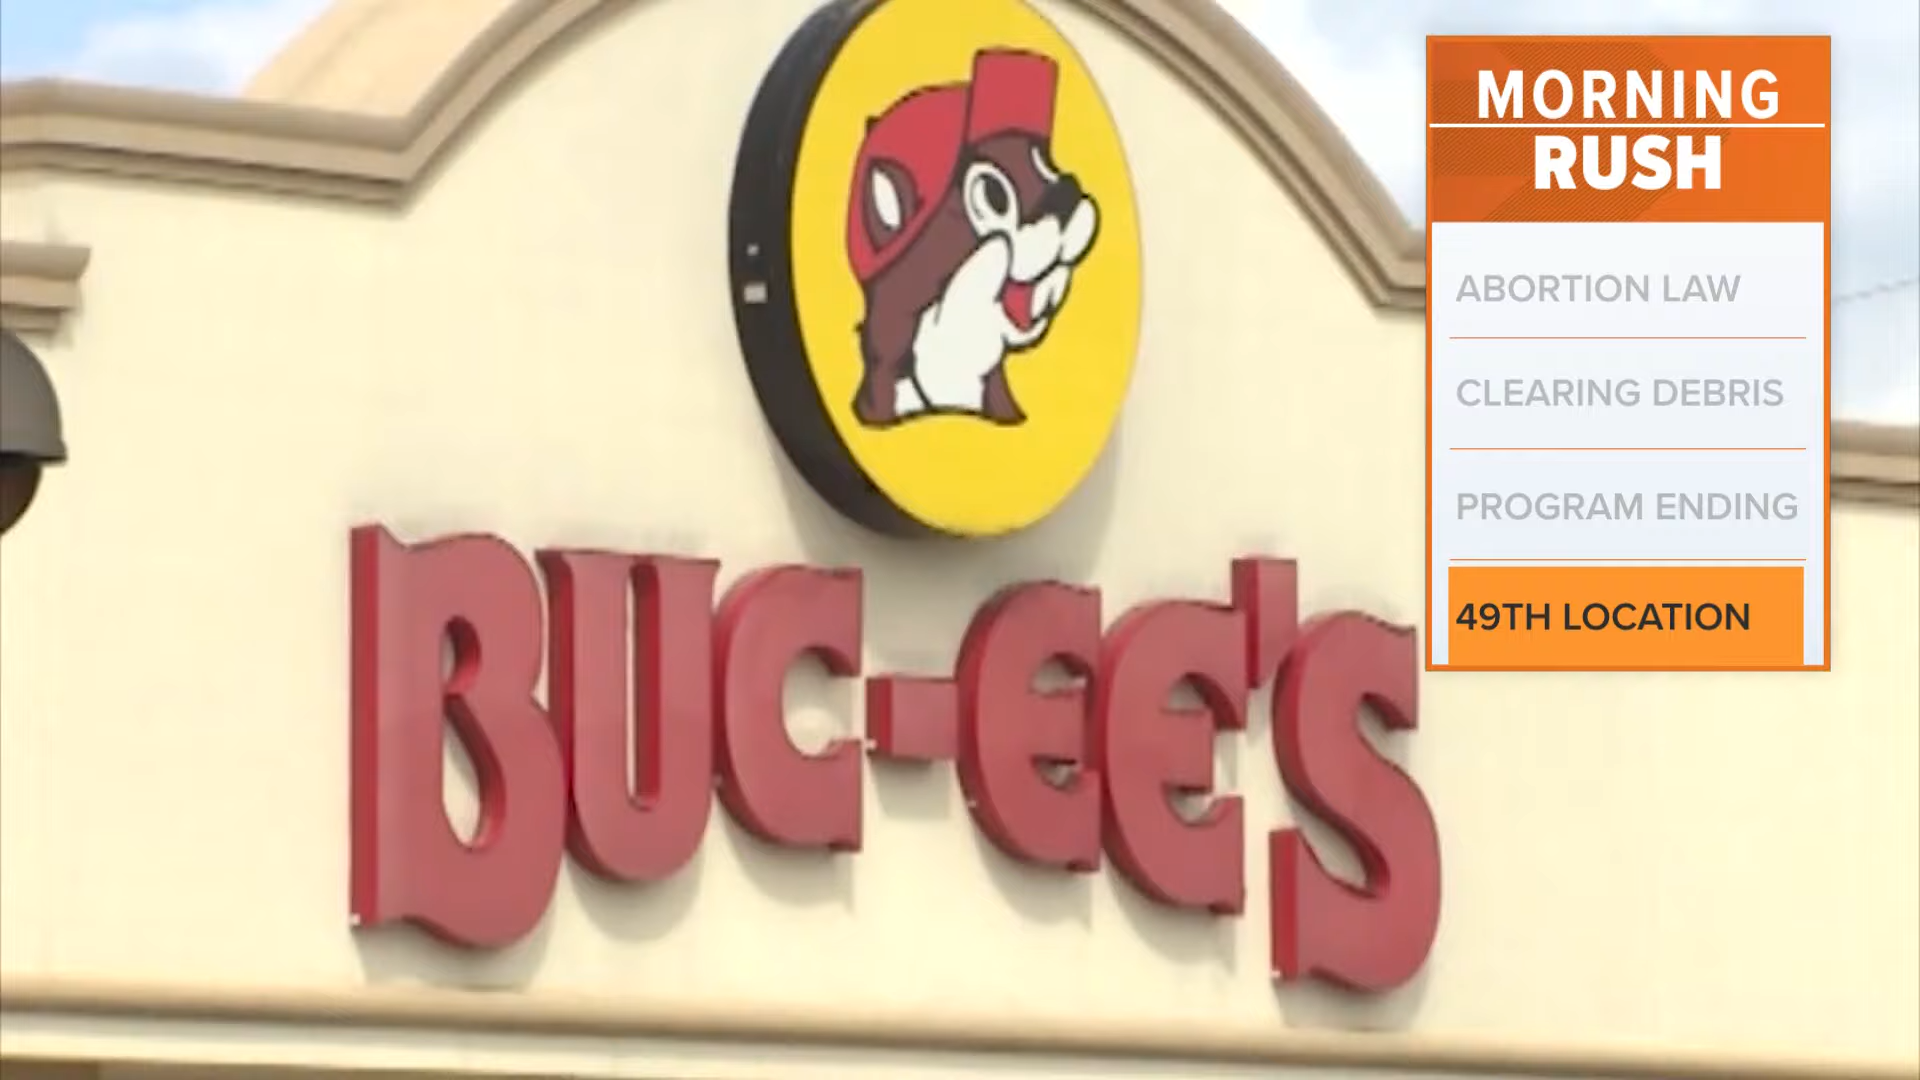 BUC-EE'S
MORNING
RUSH
ABORTION LAW
CLEARING DEBRIS
PROGRAM ENDING
49TH LOCATION